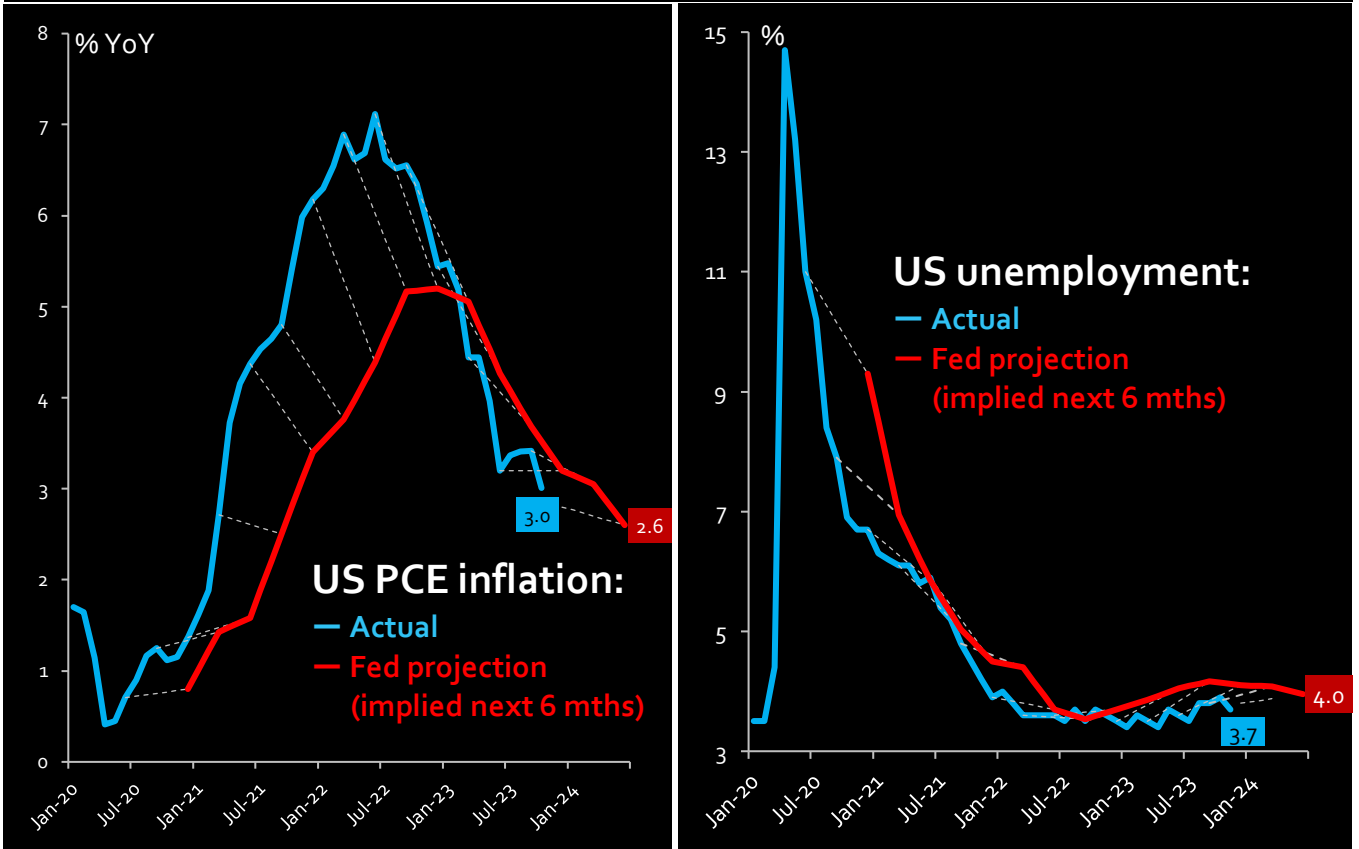 % YoY
8
7
6
5
4
3
2
1
0
3.0
2.6
US PCE inflation:
Actual
Fed projection
(implied next 6 mths)
Jan-20
Jul-20
Jan-21
Jul-21
Jan-22
Jul-22
Jan-23
Jul-23
Jan-24
%
15
13
11
9
7
5
3
US unemployment:
Actual
Fed projection
(implied next 6 mths)
4.0
3.7
Jan-20
Jul-20
Jan-21
Jul-21
Jan-22
Jul-22
Jan-23
Jul-23
Jan-24